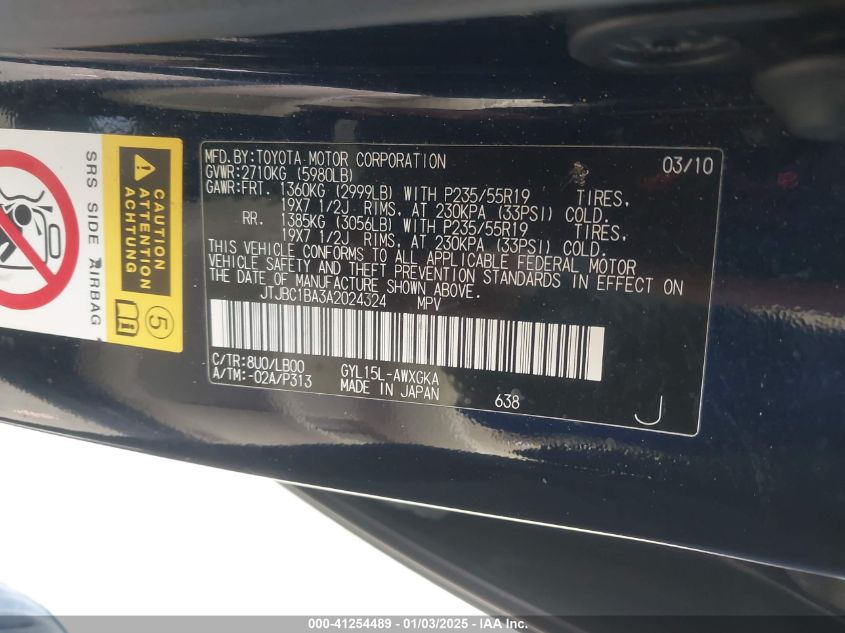 MFD.BY:TOYOTA MOTOR CORPORATION 03/10
GVWR:2710KG (5980LB)
GAWR:FRT. 1360KG (2999LB) WITH P235/55R19 TIRES,
19X7 1/2J RIMS, AT 230KPA (33PSI) COLD.
RR. 1385KG (3056LB) WITH P235/55R19 TIRES,
19X7 1/2J RIMS, AT 230KPA (33PSI) COLD.
THIS VEHICLE CONFORMS TO ALL APPLICABLE FEDERAL MOTOR
VEHICLE SAFETY AND THEFT PREVENTION STANDARDS IN EFFECT ON
THE DATE OF MANUFACTURE SHOWN ABOVE.
JTJBC1BA3A2024324 MPV
C/TR:8U0/LB00 GYL15L-AWXGKA
A/TM:-02A/P313 MADE IN JAPAN 638 J
SRS SIDE AIRBAG
CAUTION
ACHTUNG
5
000-41254489 - 01/03/2025 - IAA Inc.